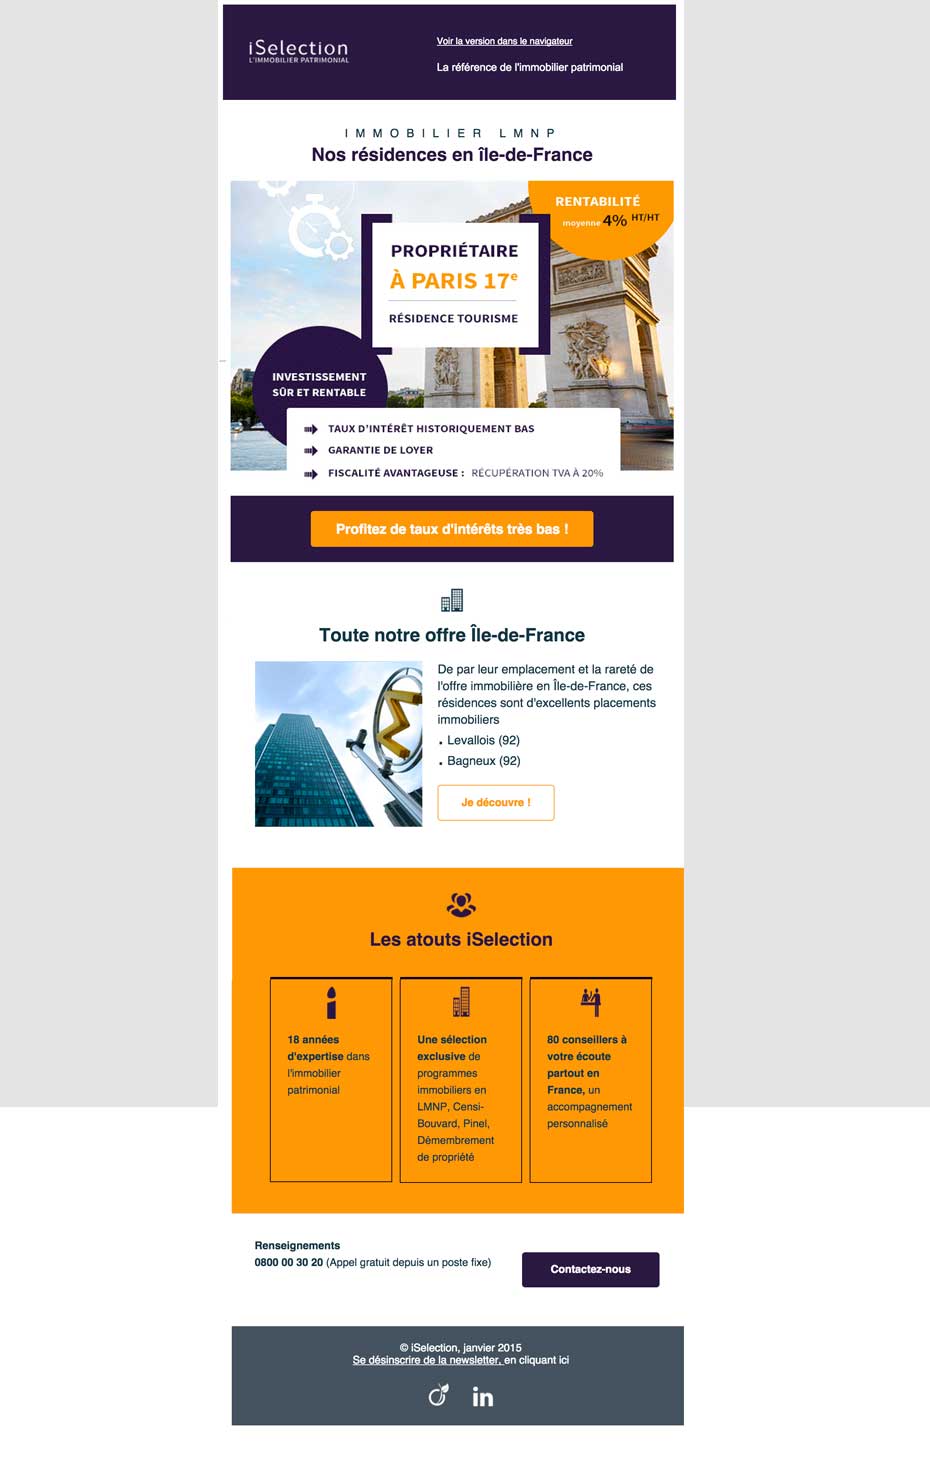 iSelection
L'IMMOBILIER PATRIMONIAL
Voir la version dans le navigateur
La référence de l'immobilier patrimonial
IMMOBILIER LMNP
Nos résidences en île-de-France
RENTABILITÉ
moyenne 4% HT/HT
PROPRIÉTAIRE
À PARIS 17e
RÉSIDENCE TOURISME
INVESTISSEMENT
SÛR ET RENTABLE
TAUX D'INTÉRÊT HISTORIQUEMENT BAS
GARANTIE DE LOYER
FISCALITÉ AVANTAGEUSE : RÉCUPÉRATION TVA À 20%
Profitez de taux d'intérêts très bas !
Toute notre offre Île-de-France
De par leur emplacement et la rareté de
l'offre immobilière en Île-de-France, ces
résidences sont d'excellents placements
immobiliers
• Levallois (92)
• Bagneux (92)
Je découvre !
Les atouts iSelection
18 années
d'expertise dans
l'immobilier
patrimonial
Une sélection
exclusive de
programmes
immobiliers en
LMNP, Censi-
Bouvard, Pinel,
Démembrement
de propriété
80 conseillers à
votre écoute
partout en
France, un
accompagnement
personnalisé
Renseignements
0800 00 30 20 (Appel gratuit depuis un poste fixe)
Contactez-nous
© iSelection, janvier 2015
Se désinscrire de la newsletter, en cliquant ici
in